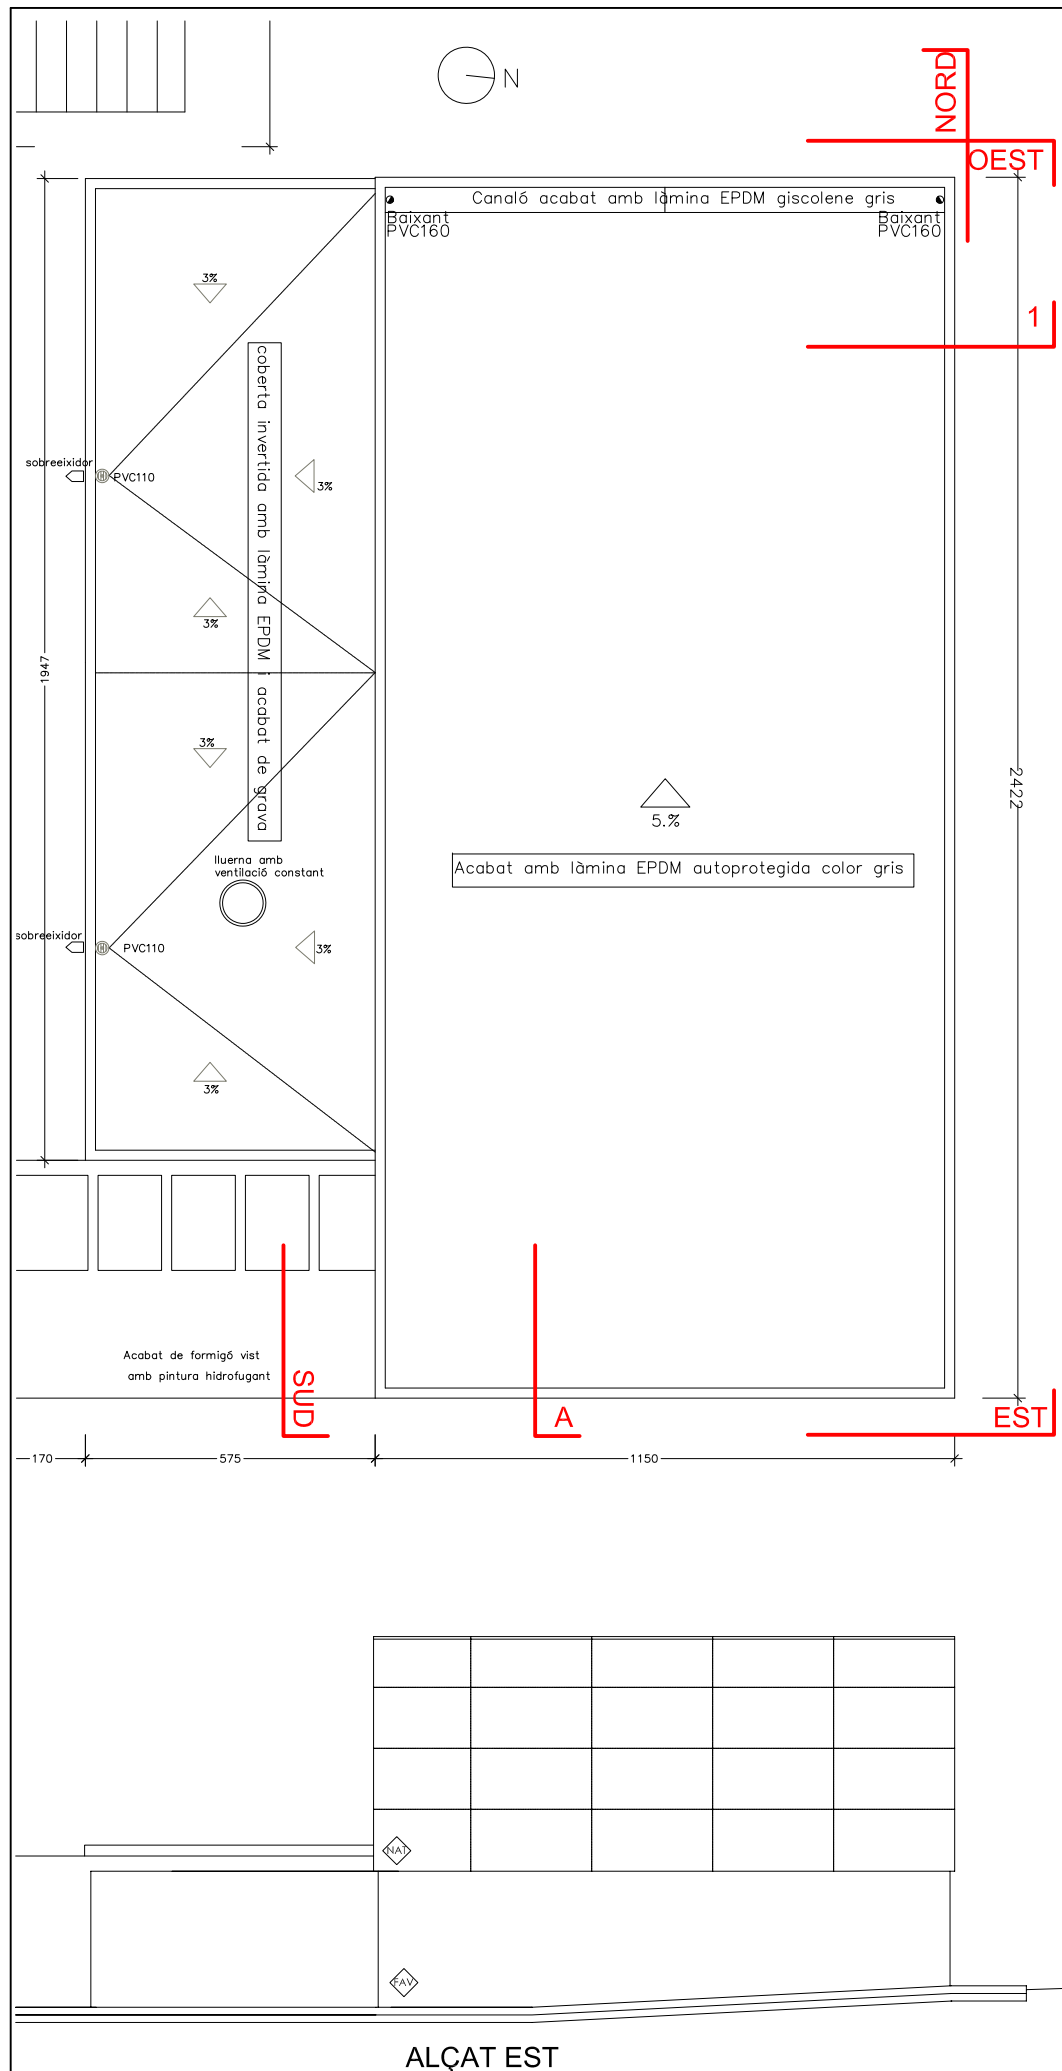 N
NORD
OEST
Canaló acabat amb làmina EPDM giscolene gris
Baixant
PVC160
Baixant
PVC160
3%
1
coberta invertida amb làmina EPDM i acabat de grava
sobreeixidor
PVC110
3%
3%
1947
3%
2422
5.%
Acabat amb làmina EPDM autoprotegida color gris
lluerna amb
ventilació constant
sobreeixidor
PVC110
3%
3%
Acabat de formigó vist
amb pintura hidrofugant
SUD
A
EST
170
575
1150
NAT
FAV
ALÇAT EST